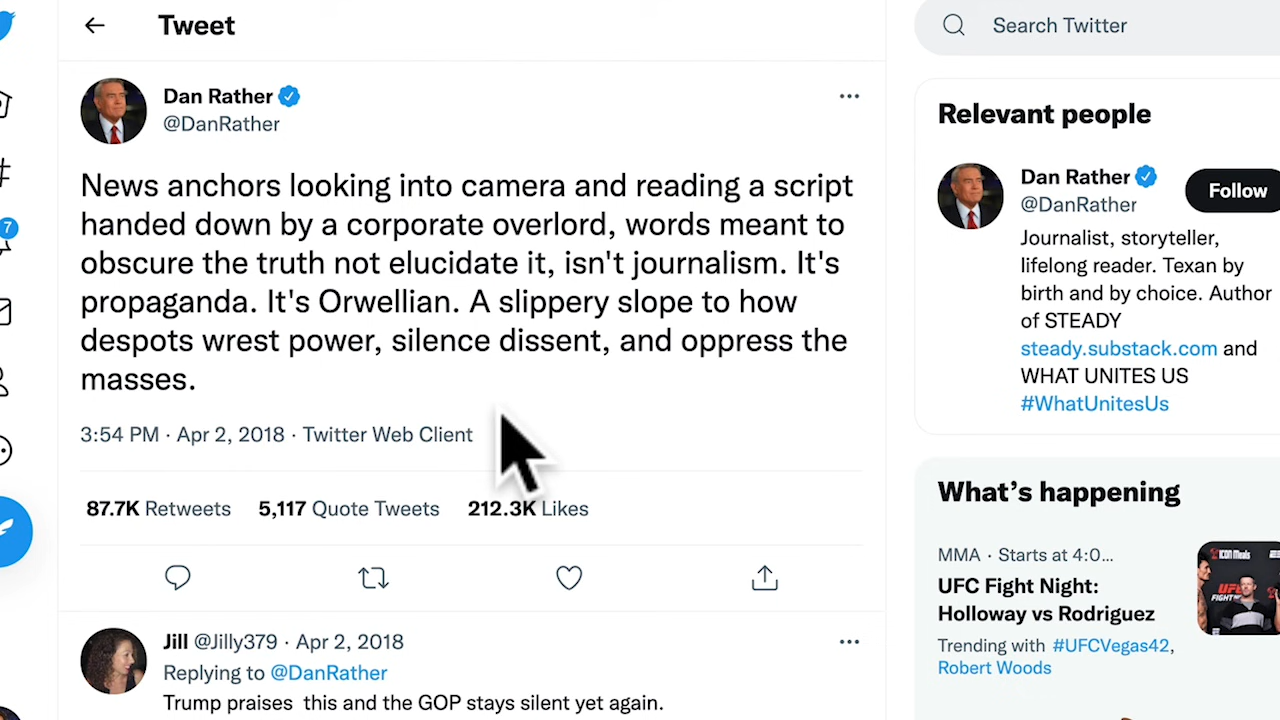 Tweet
Search Twitter
Dan Rather
@DanRather
News anchors looking into camera and reading a script
handed down by a corporate overlord, words meant to
obscure the truth not elucidate it, isn't journalism. It's
propaganda. It's Orwellian. A slippery slope to how
despots wrest power, silence dissent, and oppress the
masses.
3:54 PM · Apr 2, 2018 · Twitter Web Client
87.7K Retweets 5,117 Quote Tweets 212.3K Likes
Jill @Jilly379 · Apr 2, 2018
Replying to @DanRather
Trump praises this and the GOP stays silent yet again.
7
Relevant people
Dan Rather
@DanRather
Follow
Journalist, storyteller,
lifelong reader. Texan by
birth and by choice. Author
of STEADY
steady.substack.com and
WHAT UNITES US
#WhatUnitesUs
What's happening
MMA · Starts at 4:0...
UFC Fight Night:
Holloway vs Rodriguez
Trending with #UFCVegas42,
Robert Woods